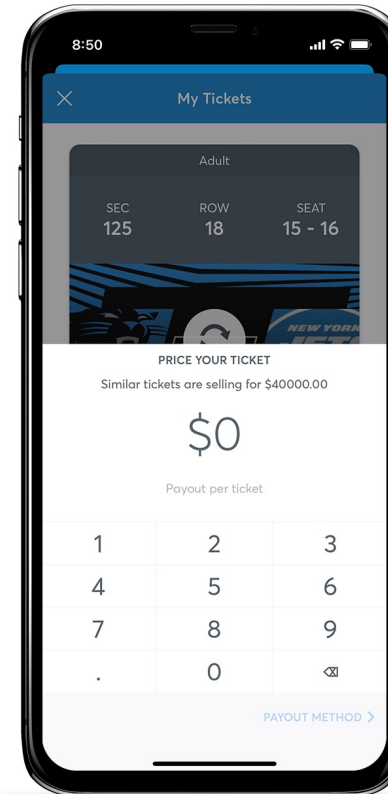 8:50
My Tickets
Adult
SEC
ROW
SEAT
125
18
15 - 16
NEW YORK
JETS
PRICE YOUR TICKET
Similar tickets are selling for $40000.00
$0
Payout per ticket
1
2
3
4
5
6
7
8
9
.
0
PAYOUT METHOD